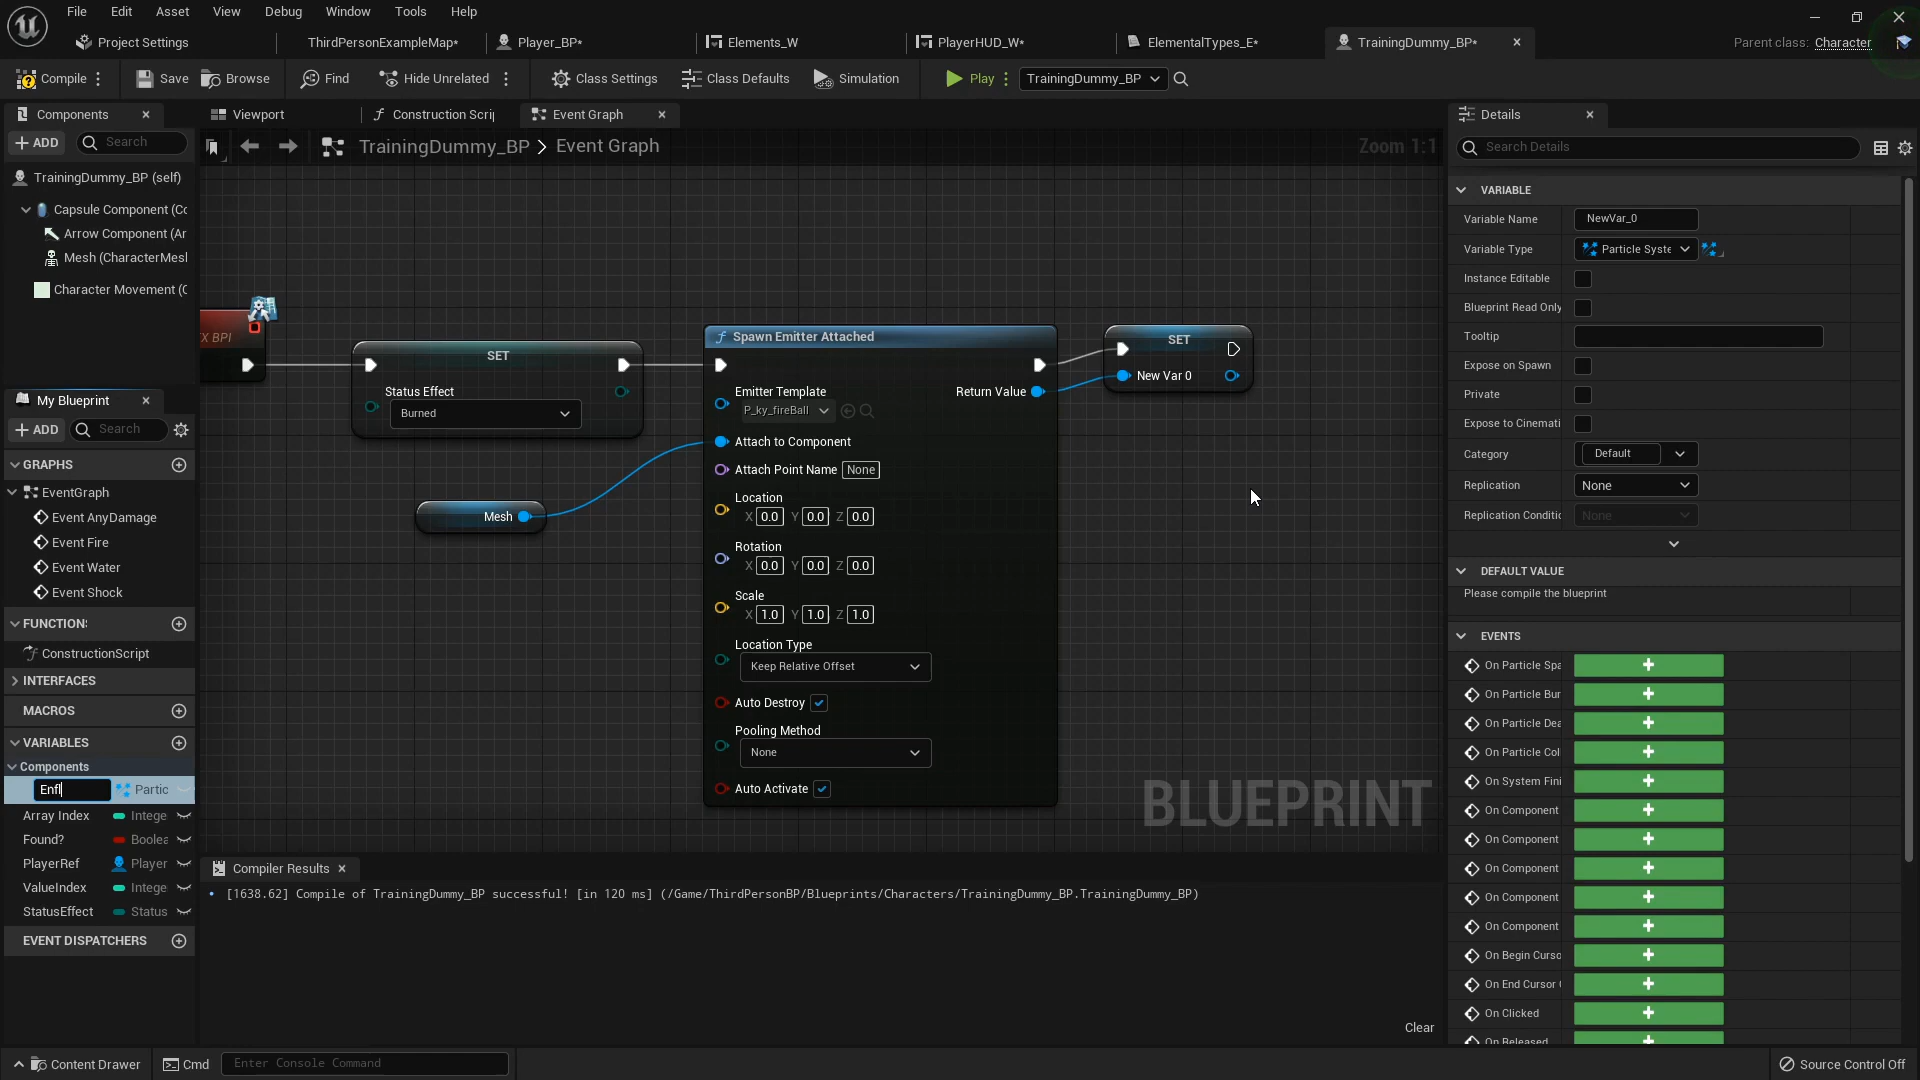 File Edit Asset View Debug Window Tools Help
Project Settings
ThirdPersonExampleMap*
Player_BP*
Elements_W
PlayerHUD_W*
ElementalTypes_E*
TrainingDummy_BP*
Parent class: Character
Compile
Save
Browse
Find
Hide Unrelated
Class Settings
Class Defaults
Simulation
Play
TrainingDummy_BP
Components
Viewport
Construction Scri
Event Graph
ADD
Search
TrainingDummy_BP > Event Graph
Zoom 1:1
TrainingDummy_BP (self)
Capsule Component (Co
Arrow Component (Ar
Mesh (CharacterMesh
Character Movement (C
My Blueprint
ADD
Search
GRAPHS
EventGraph
Event AnyDamage
Event Fire
Event Water
Event Shock
FUNCTION:
ConstructionScript
INTERFACES
MACROS
VARIABLES
Components
Enfl Partic
Array Index Intege
Found? Boolea
PlayerRef Player
ValueIndex Intege
StatusEffect Status
EVENT DISPATCHERS
X BPI
SET
Status Effect
Burned
Mesh
Spawn Emitter Attached
Emitter Template
P_ky_fireBall
Return Value
Attach to Component
Attach Point Name None
Location
X 0.0 Y 0.0 Z 0.0
Rotation
X 0.0 Y 0.0 Z 0.0
Scale
X 1.0 Y 1.0 Z 1.0
Location Type
Keep Relative Offset
Auto Destroy
Pooling Method
None
Auto Activate
SET
New Var 0
BLUEPRINT
Compiler Results
[1638.62] Compile of TrainingDummy_BP successful! [in 120 ms] (/Game/ThirdPersonBP/Blueprints/Characters/TrainingDummy_BP.TrainingDummy_BP)
Clear
Details
Search Details
VARIABLE
Variable Name NewVar_0
Variable Type Particle Syste
Instance Editable
Blueprint Read Only
Tooltip
Expose on Spawn
Private
Expose to Cinemati
Category Default
Replication None
Replication Conditic None
DEFAULT VALUE
Please compile the blueprint
EVENTS
On Particle Spa
On Particle Bur
On Particle Dea
On Particle Col
On System Fini
On Component
On Component
On Component
On Component
On Component
On Begin Curso
On End Cursor
On Clicked
On Released
Content Drawer
Cmd
Enter Console Command
Source Control Off